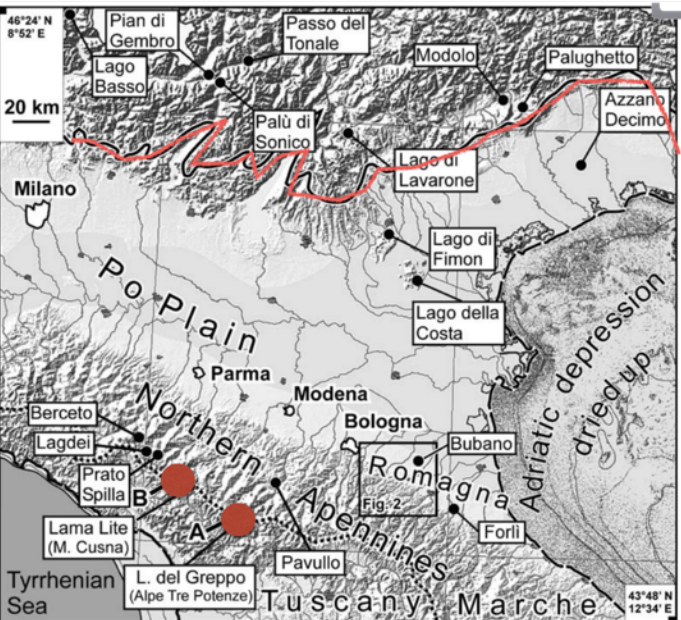 46°24' N
8°52' E
20 km
Lago
Basso
Pian di
Gembro
Passo del
Tonale
Palù di
Sonico
Modolo
Palughetto
Azzano
Decimo
Lago di
Lavarone
Milano
Lago di
Fimon
Lago della
Costa
Po Plain
Adriatic depression
dried up
Parma
Modena
Bologna
Northern Apennines
Romagna
Bubano
Fig. 2
Forlì
Berceto
Lagdei
Prato
Spilla
B
Lama Lite
(M. Cusna)
A
L. del Greppo
(Alpe Tre Potenze)
Pavullo
Tyrrhenian
Sea
Tuscany Marche
43°48' N
12°34' E